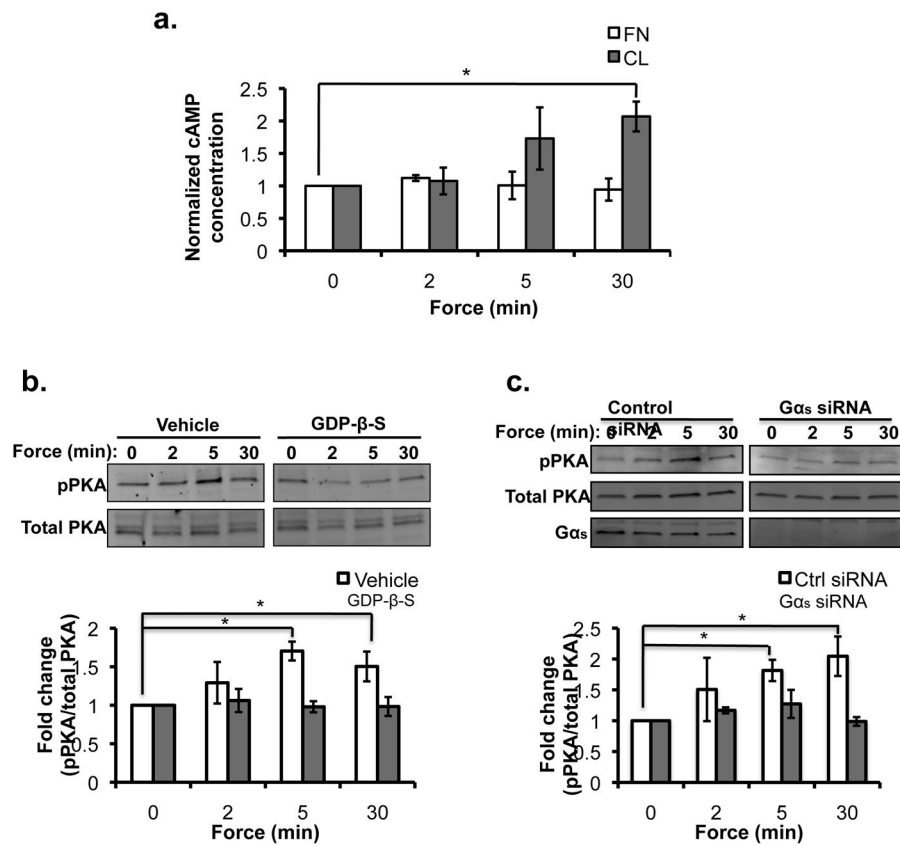 a.
FN
CL
*
Normalized cAMP
concentration
2.5
2
1.5
1
0.5
0
0 2 5 30
Force (min)
b.
Vehicle GDP-β-S
Force (min): 0 2 5 30 0 2 5 30
pPKA
Total PKA
Vehicle
GDP-β-S
*
*
Fold change
(pPKA/total PKA)
2
1.5
1
0.5
0
0 2 5 30
Force (min)
c.
Control
siRNA
Gαs siRNA
Force (min): 0 2 5 30 0 2 5 30
pPKA
Total PKA
Gαs
Ctrl siRNA
Gαs siRNA
*
*
Fold change
(pPKA/total PKA)
2.5
2
1.5
1
0.5
0
0 2 5 30
Force (min)